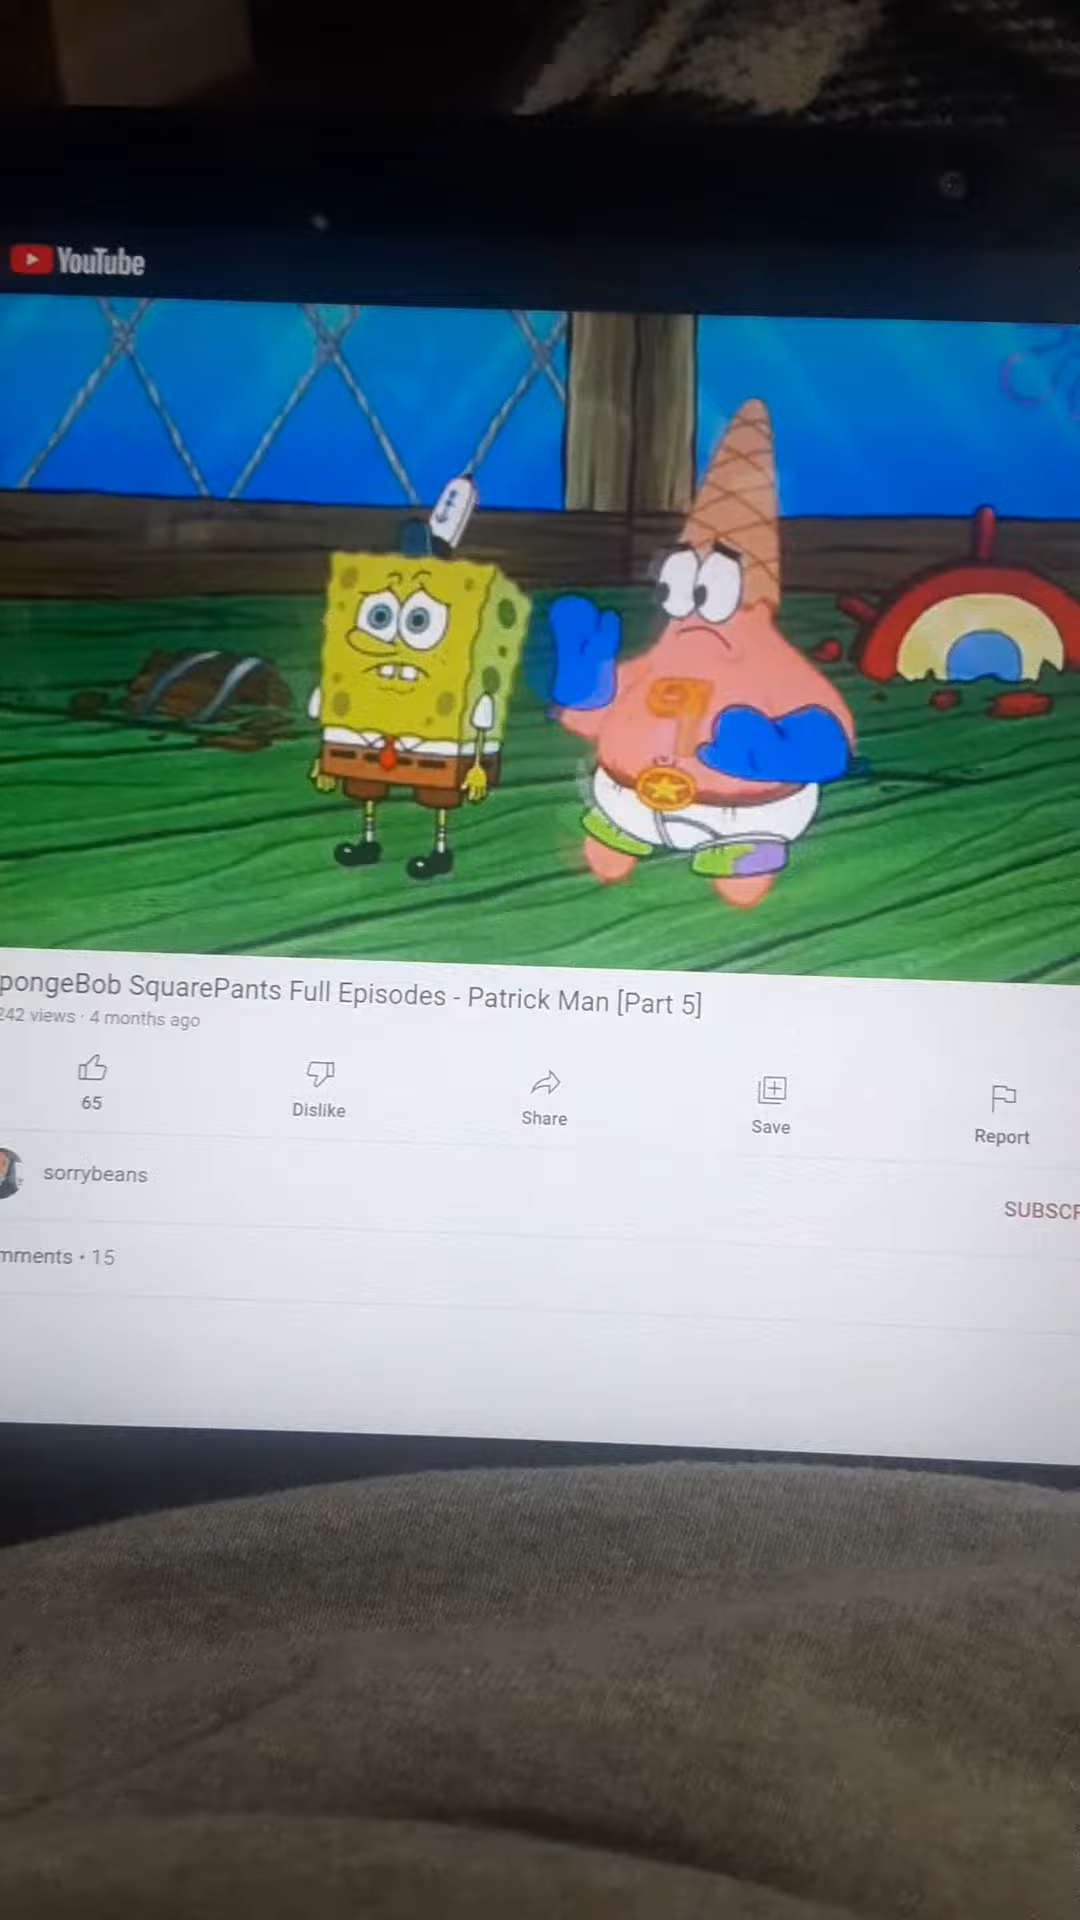 YouTube
pongeBob SquarePants Full Episodes - Patrick Man [Part 5]
242 views · 4 months ago
65
Dislike
Share
Save
Report
sorrybeans
SUBSCR
mments • 15